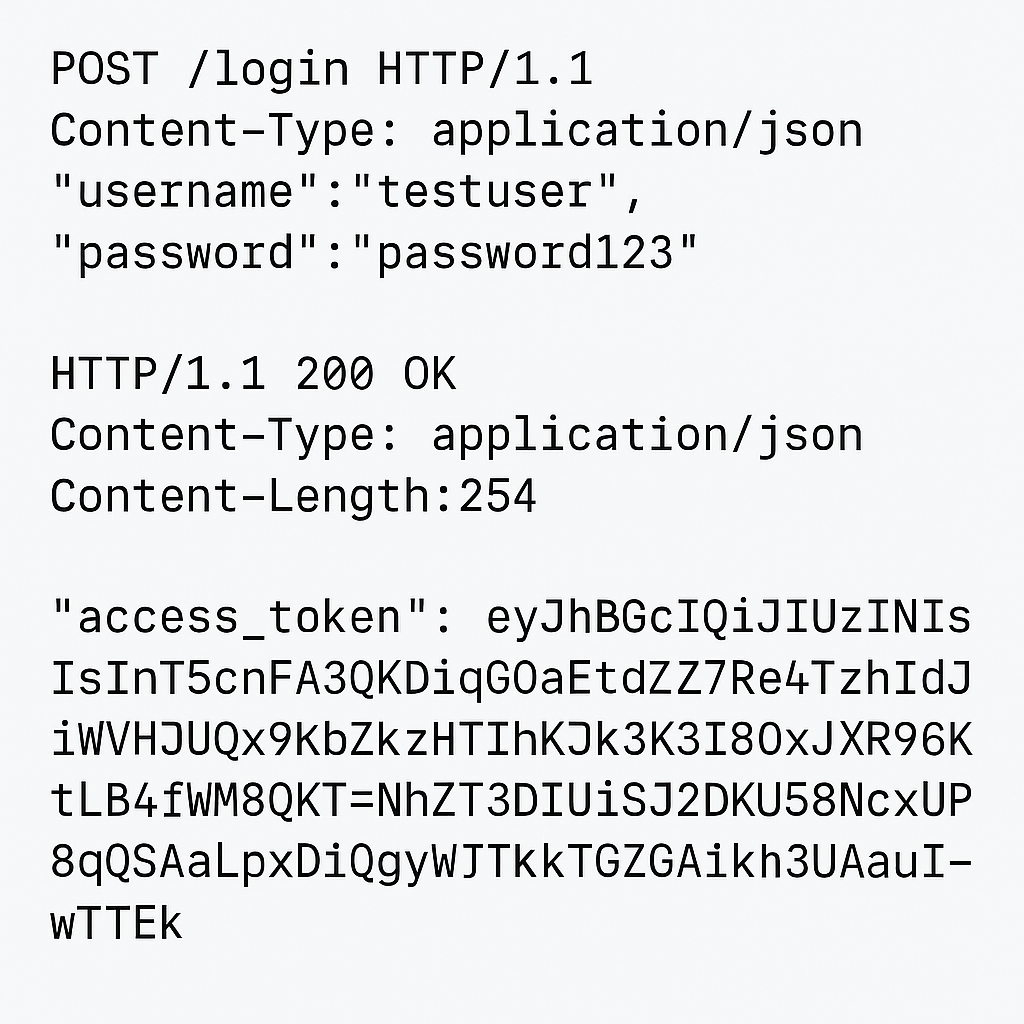 POST /login HTTP/1.1
Content-Type: application/json
"username":"testuser",
"password":"password123"
HTTP/1.1 200 OK
Content-Type: application/json
Content-Length:254
"access_token": eyJhBGcIQiJIUzINIs
IsInT5cnFA3QKDiqGOaEtdZZ7Re4TzhIdJ
iWVHJUQx9KbZkzHTIhKJk3K3I8OxJXR96K
tLB4fWM8QKT=NhZT3DIUiSJ2DKU58NcxUP
8qQSAaLpxDiQgyWJTkkTGZGAikh3UAauI-
wTTEk